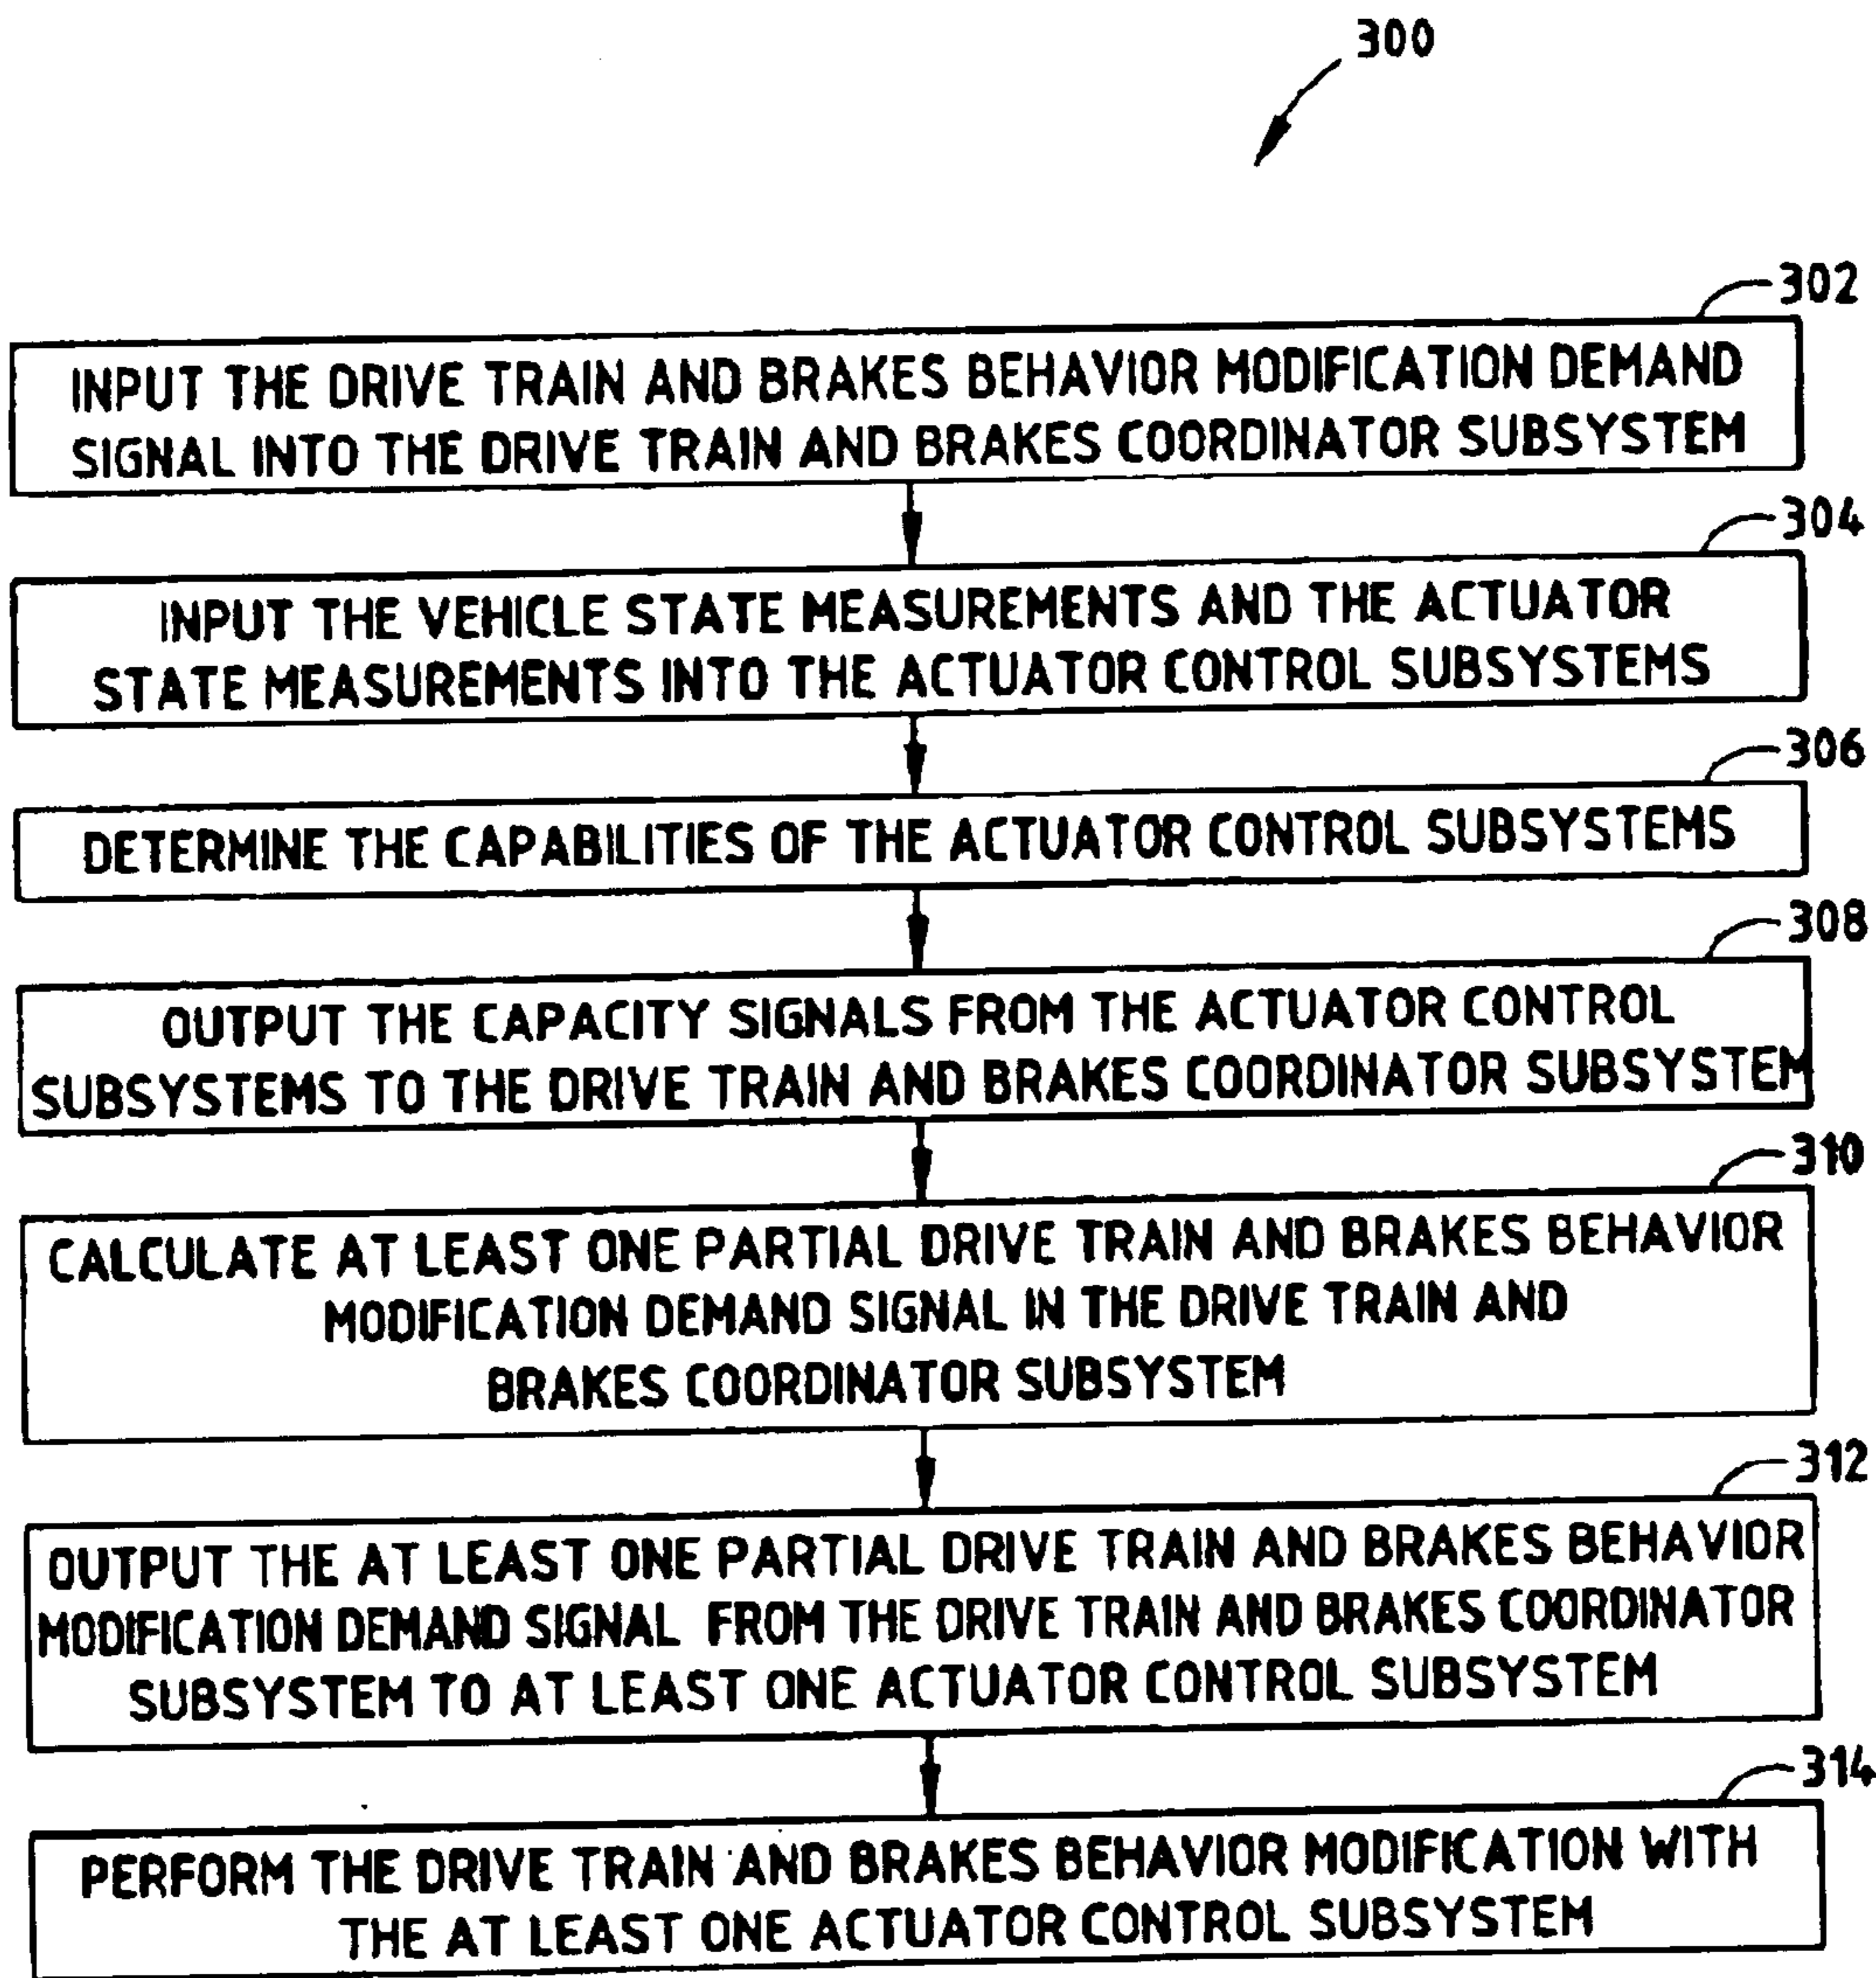 300
302
INPUT THE DRIVE TRAIN AND BRAKES BEHAVIOR MODIFICATION DEMAND
SIGNAL INTO THE DRIVE TRAIN AND BRAKES COORDINATOR SUBSYSTEM
304
INPUT THE VEHICLE STATE MEASUREMENTS AND THE ACTUATOR
STATE MEASUREMENTS INTO THE ACTUATOR CONTROL SUBSYSTEMS
306
DETERMINE THE CAPABILITIES OF THE ACTUATOR CONTROL SUBSYSTEMS
308
OUTPUT THE CAPACITY SIGNALS FROM THE ACTUATOR CONTROL
SUBSYSTEMS TO THE DRIVE TRAIN AND BRAKES COORDINATOR SUBSYSTEM
310
CALCULATE AT LEAST ONE PARTIAL DRIVE TRAIN AND BRAKES BEHAVIOR
MODIFICATION DEMAND SIGNAL IN THE DRIVE TRAIN AND
BRAKES COORDINATOR SUBSYSTEM
312
OUTPUT THE AT LEAST ONE PARTIAL DRIVE TRAIN AND BRAKES BEHAVIOR
MODIFICATION DEMAND SIGNAL FROM THE DRIVE TRAIN AND BRAKES COORDINATOR
SUBSYSTEM TO AT LEAST ONE ACTUATOR CONTROL SUBSYSTEM
314
PERFORM THE DRIVE TRAIN AND BRAKES BEHAVIOR MODIFICATION WITH
THE AT LEAST ONE ACTUATOR CONTROL SUBSYSTEM